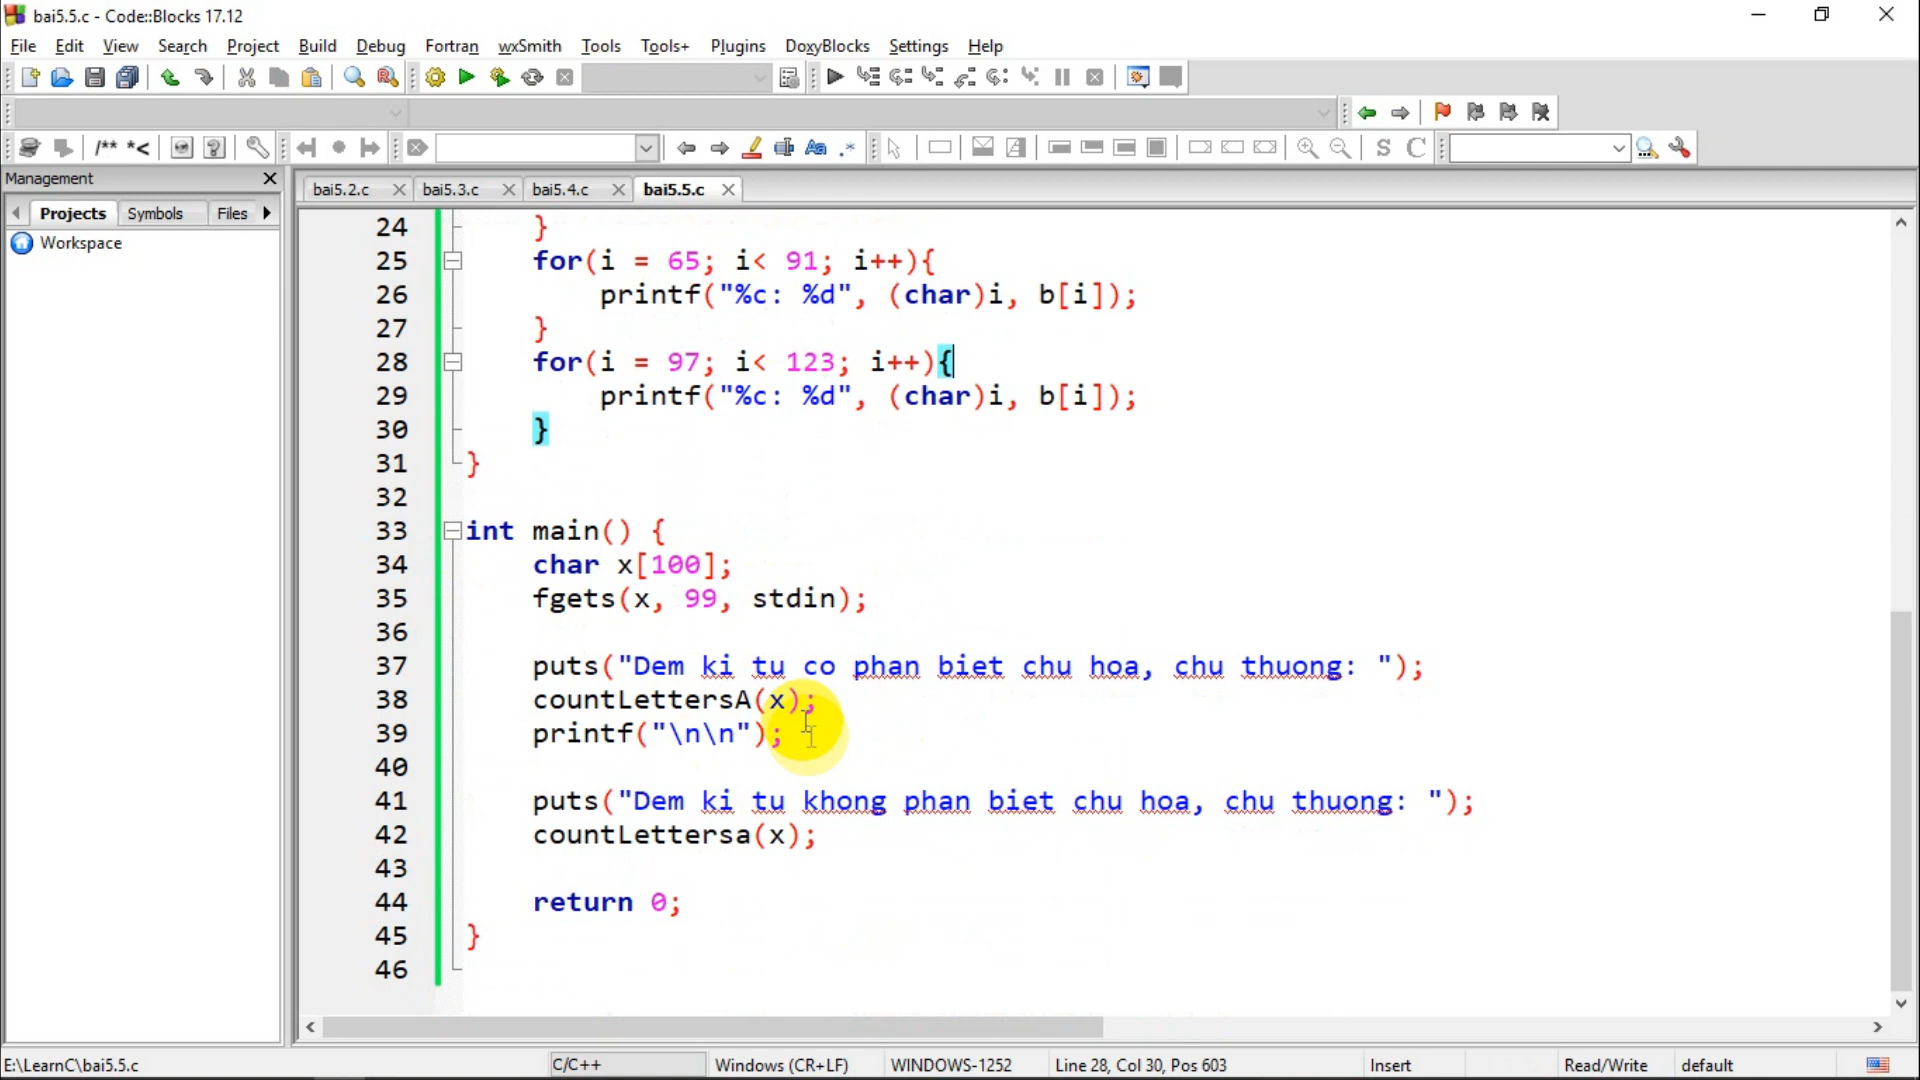 bai5.5.c - Code::Blocks 17.12
File Edit View Search Project Build Debug Fortran wxSmith Tools Tools+ Plugins DoxyBlocks Settings Help
/** *<
S C
Management
Projects Symbols Files
Workspace
bai5.2.c bai5.3.c bai5.4.c bai5.5.c
24 }
25 for(i = 65; i< 91; i++){
26 printf("%c: %d", (char)i, b[i]);
27 }
28 for(i = 97; i< 123; i++){
29 printf("%c: %d", (char)i, b[i]);
30 }
31 }
32
33 int main() {
34 char x[100];
35 fgets(x, 99, stdin);
36
37 puts("Dem ki tu co phan biet chu hoa, chu thuong: ");
38 countLettersA(x);
39 printf("\n\n");
40
41 puts("Dem ki tu khong phan biet chu hoa, chu thuong: ");
42 countLettersa(x);
43
44 return 0;
45 }
46
E:\LearnC\bai5.5.c C/C++ Windows (CR+LF) WINDOWS-1252 Line 28, Col 30, Pos 603 Insert Read/Write default